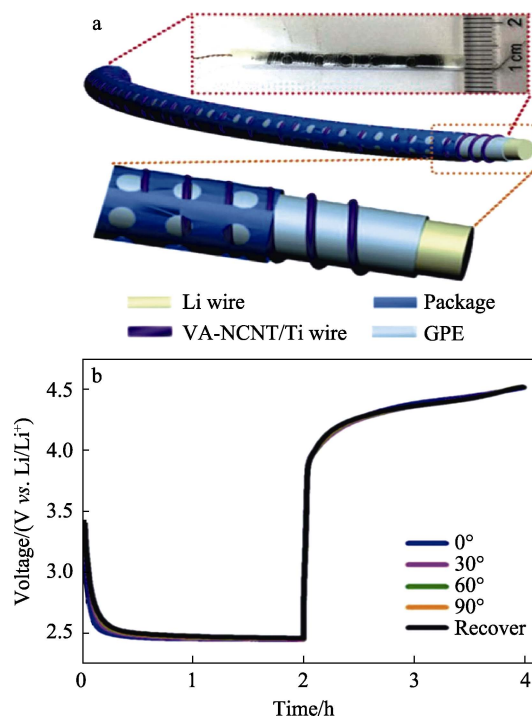 a
2
1 cm
Li wire
Package
VA-NCNT/Ti wire
GPE
b
4.5
4.0
3.5
3.0
2.5
Voltage/(V vs. Li/Li⁺)
0°
30°
60°
90°
Recover
0 1 2 3 4
Time/h